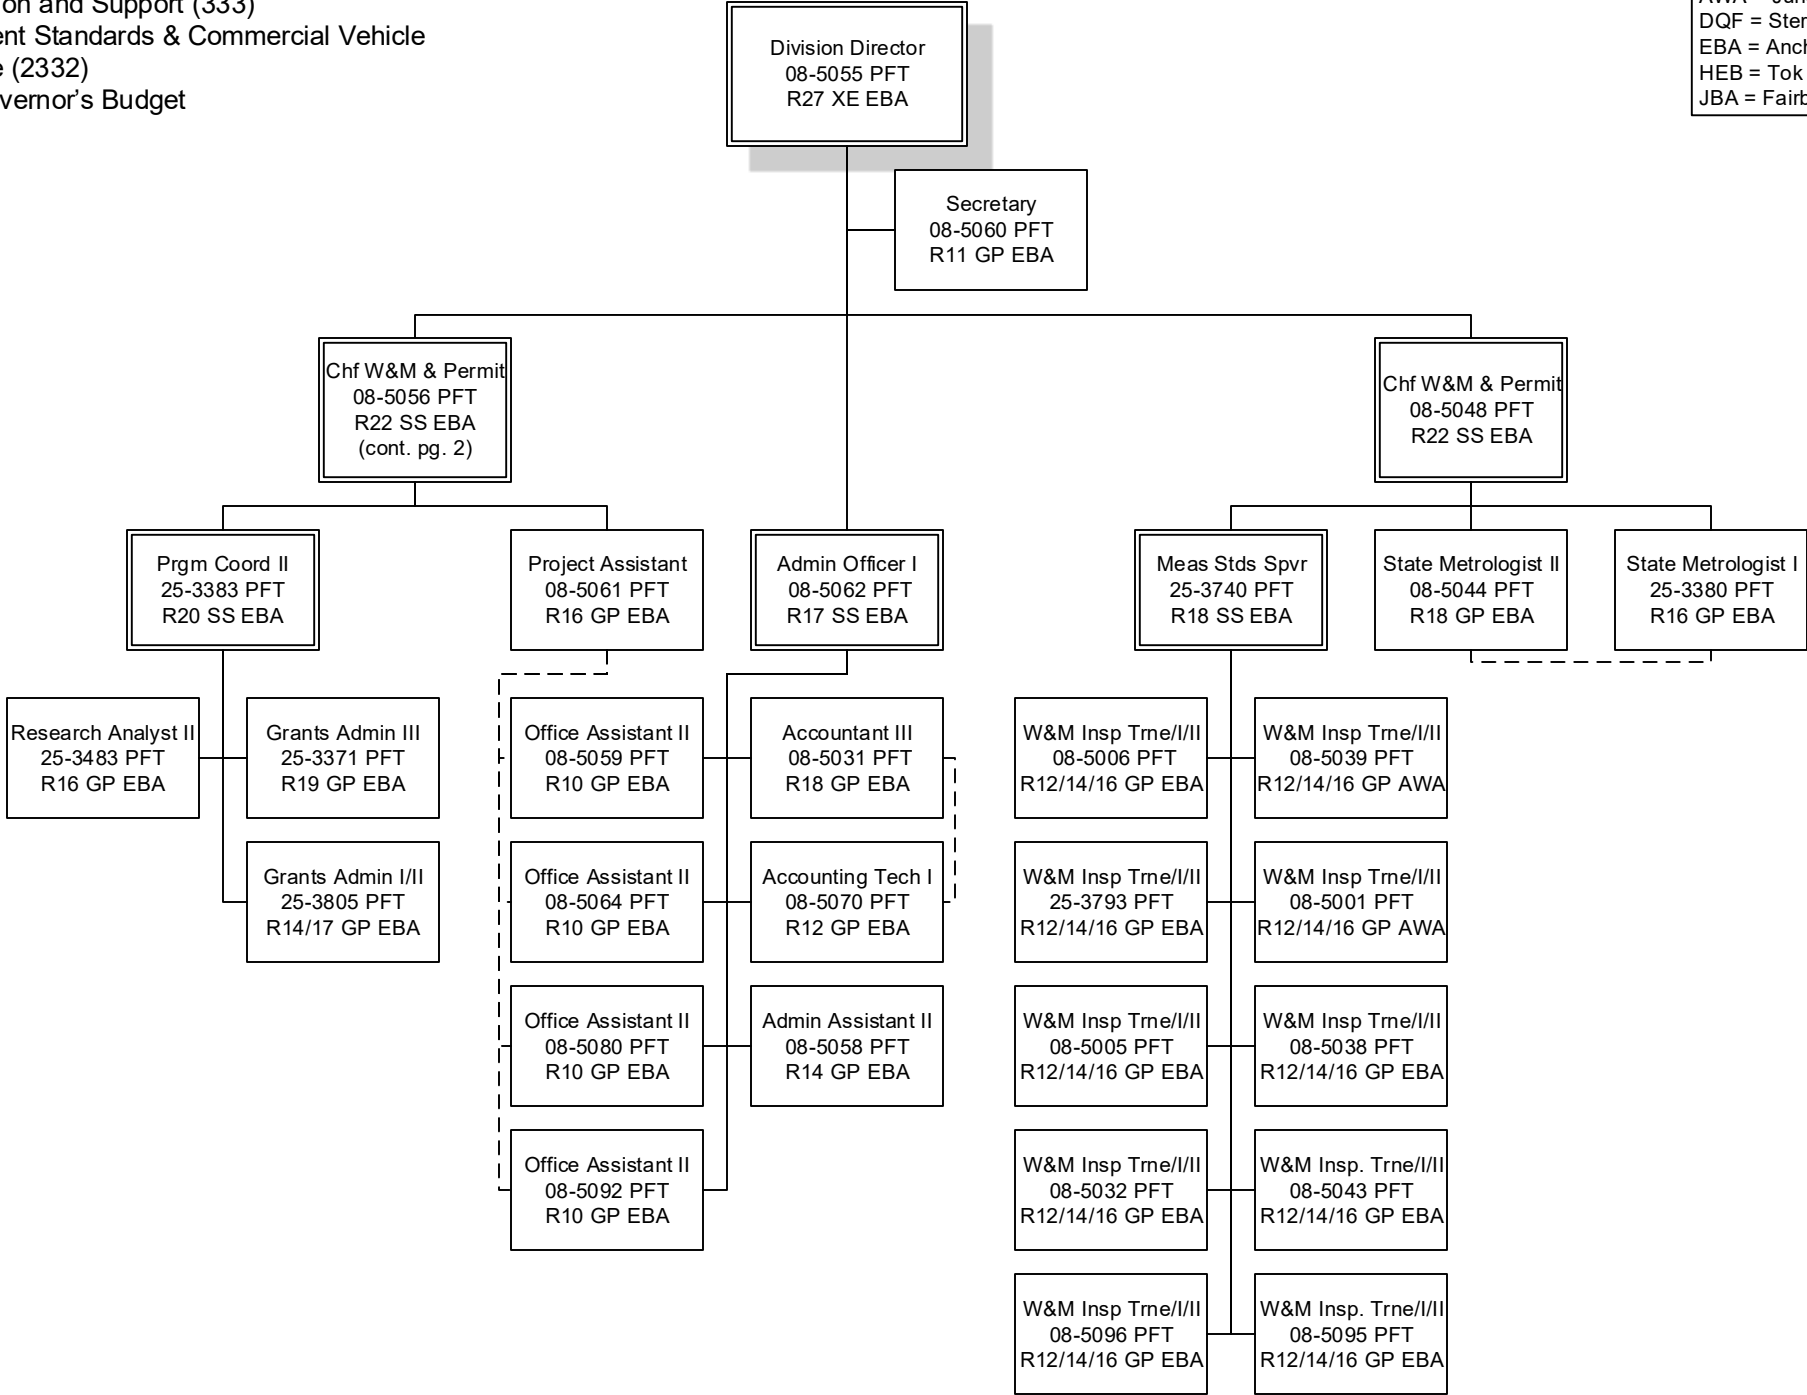 and Support (333)
Standards & Commercial Vehicle
(2332)
Budget
DQF =
EBA =
HEB = Tok
JBA =
Division Director
08-5055 PFT
R27 XE EBA
Secretary
08-5060 PFT
R11 GP EBA
Chf W&M & Permit
08-5056 PFT
R22 SS EBA
(cont. pg. 2)
Chf W&M & Permit
08-5048 PFT
R22 SS EBA
Prgm Coord II
25-3383 PFT
R20 SS EBA
Project Assistant
08-5061 PFT
R16 GP EBA
Admin Officer I
08-5062 PFT
R17 SS EBA
Meas Stds Spvr
25-3740 PFT
R18 SS EBA
State Metrologist II
08-5044 PFT
R18 GP EBA
State Metrologist I
25-3380 PFT
R16 GP EBA
Research Analyst II
25-3483 PFT
R16 GP EBA
Grants Admin III
25-3371 PFT
R19 GP EBA
Office Assistant II
08-5059 PFT
R10 GP EBA
Accountant III
08-5031 PFT
R18 GP EBA
W&M Insp Trne/I/II
08-5006 PFT
R12/14/16 GP EBA
W&M Insp Trne/I/II
08-5039 PFT
R12/14/16 GP AWA
Grants Admin I/II
25-3805 PFT
R14/17 GP EBA
Office Assistant II
08-5064 PFT
R10 GP EBA
Accounting Tech I
08-5070 PFT
R12 GP EBA
W&M Insp Trne/I/II
25-3793 PFT
R12/14/16 GP EBA
W&M Insp Trne/I/II
08-5001 PFT
R12/14/16 GP AWA
Office Assistant II
08-5080 PFT
R10 GP EBA
Admin Assistant II
08-5058 PFT
R14 GP EBA
W&M Insp Trne/I/II
08-5005 PFT
R12/14/16 GP EBA
W&M Insp Trne/I/II
08-5038 PFT
R12/14/16 GP EBA
Office Assistant II
08-5092 PFT
R10 GP EBA
W&M Insp Trne/I/II
08-5032 PFT
R12/14/16 GP EBA
W&M Insp. Trne/I/II
08-5043 PFT
R12/14/16 GP EBA
W&M Insp Trne/I/II
08-5096 PFT
R12/14/16 GP EBA
W&M Insp. Trne/I/II
08-5095 PFT
R12/14/16 GP EBA